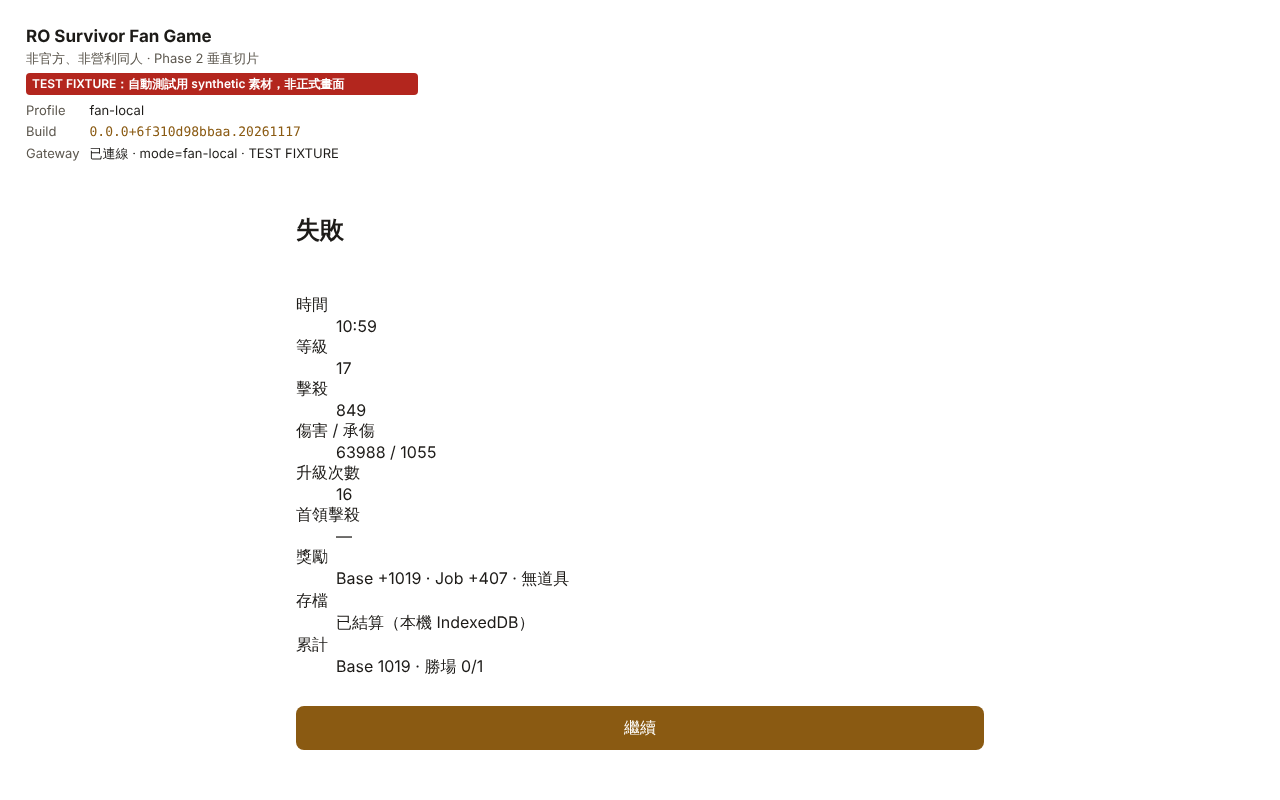 RO Survivor Fan Game
非官方、非營利同人 · Phase 2 垂直切片
TEST FIXTURE：自動測試用 synthetic 素材，非正式畫面
Profile fan-local
Build 0.0.0+6f310d98bbaa.20261117
Gateway 已連線 · mode=fan-local · TEST FIXTURE
失敗
時間
10:59
等級
17
擊殺
849
傷害 / 承傷
63988 / 1055
升級次數
16
首領擊殺
—
獎勵
Base +1019 · Job +407 · 無道具
存檔
已結算（本機 IndexedDB）
累計
Base 1019 · 勝場 0/1
繼續